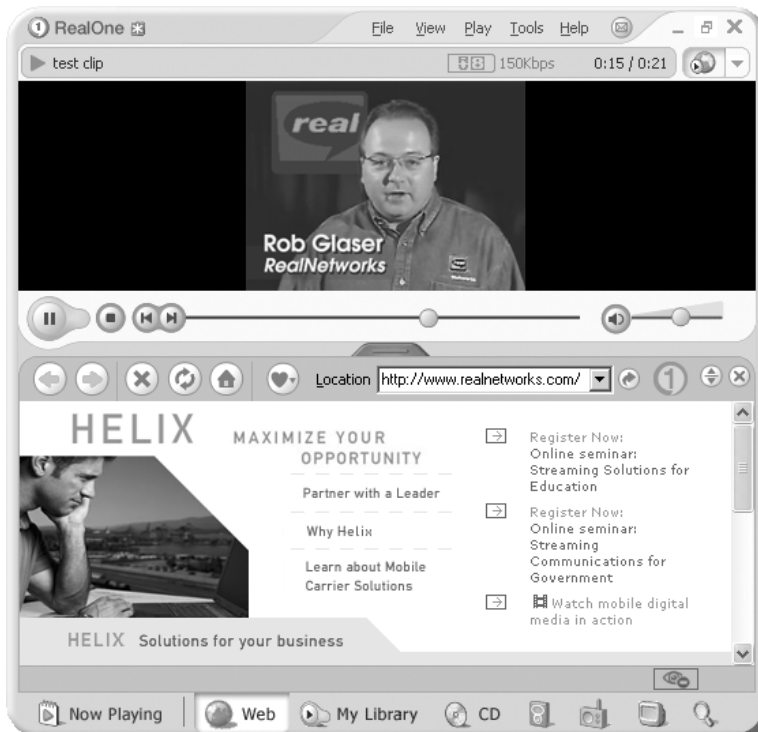 RealOne
File View Play Tools Help
test clip
150Kbps
0:15 / 0:21
real
Rob Glaser
RealNetworks
real
Location http://www.realnetworks.com/
HELIX
MAXIMIZE YOUR
OPPORTUNITY
Partner with a Leader
Why Helix
Learn about Mobile
Carrier Solutions
Register Now:
Online seminar:
Streaming Solutions for
Education
Register Now:
Online seminar:
Streaming
Communications for
Government
Watch mobile digital
media in action
HELIX Solutions for your business
Now Playing
Web
My Library
CD